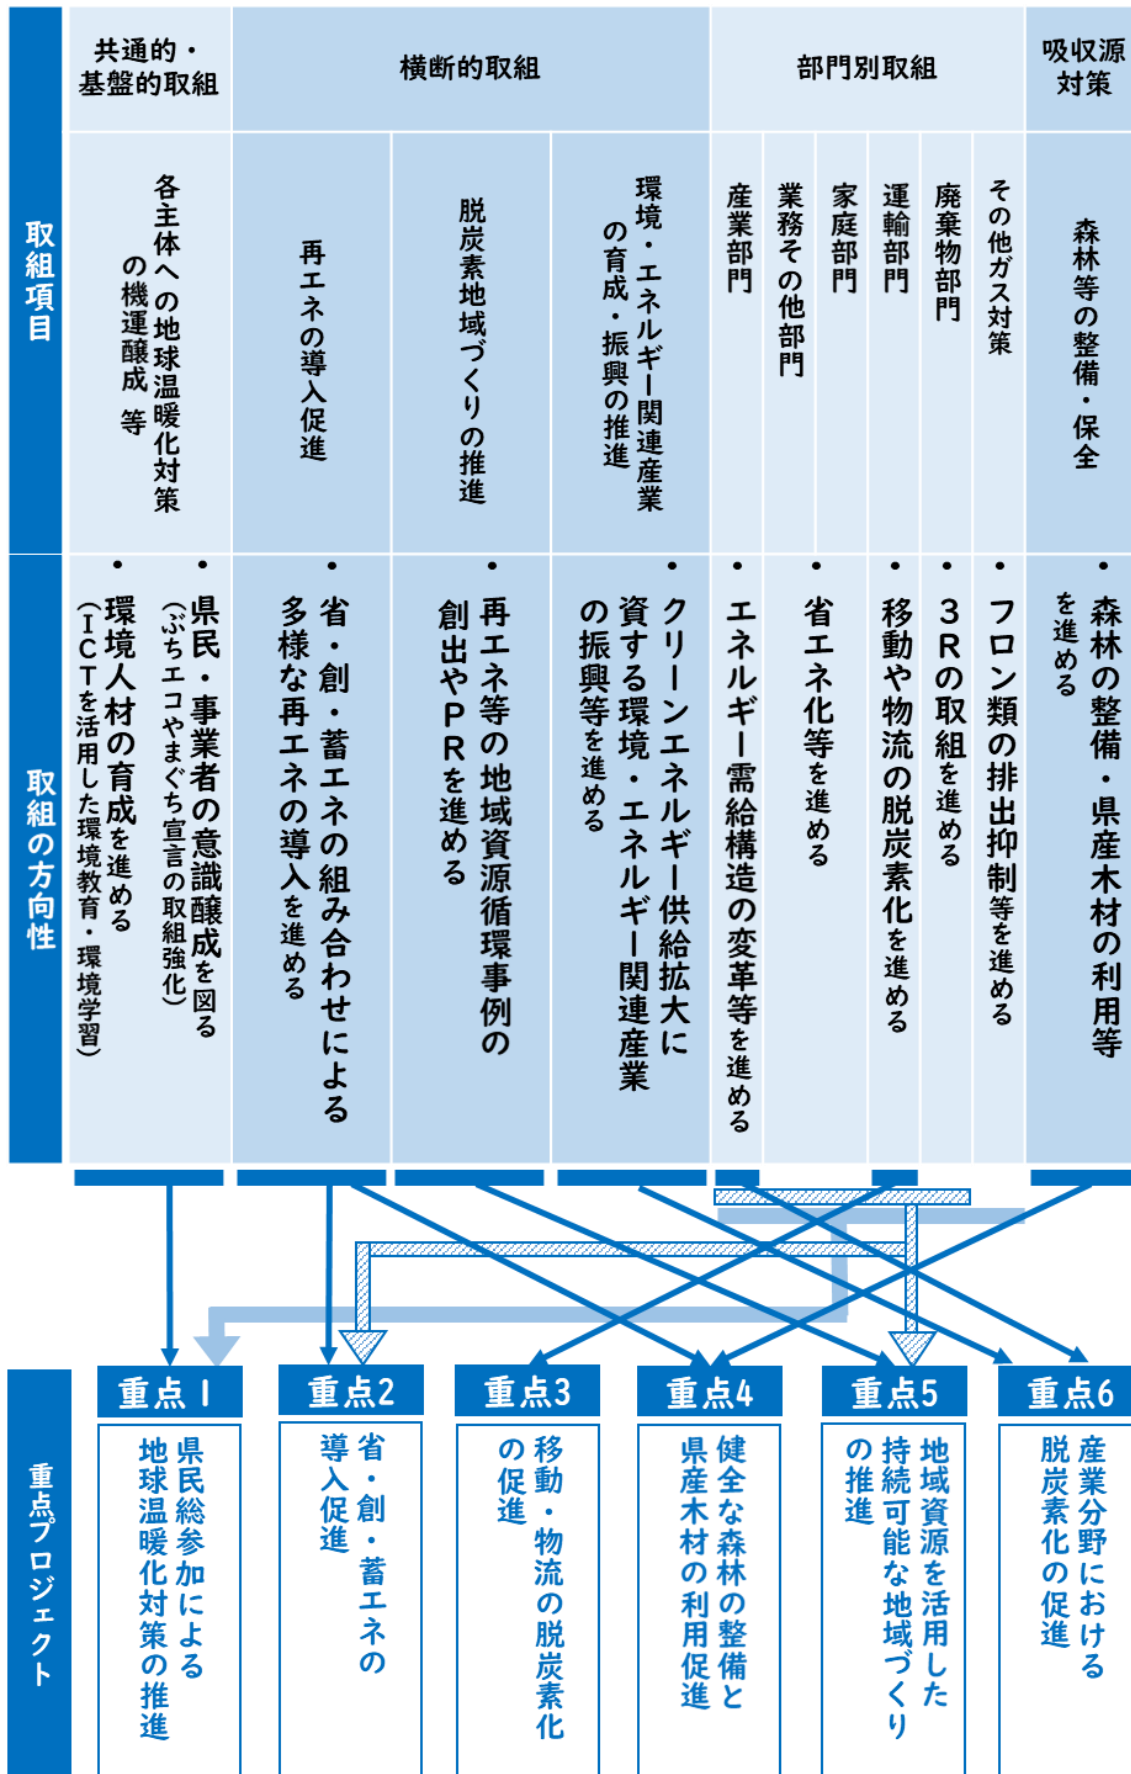 取組項目
共通的・
基盤的取組
横断的取組
部門別取組
吸収源
対策
各主体への地球温暖化対策
の機運醸成 等
再エネの導入促進
脱炭素地域づくりの推進
環境・エネルギー関連産業
の育成・振興の推進
産業部門
業務その他部門
家庭部門
運輸部門
廃棄物部門
その他ガス対策
森林等の整備・保全
取組の方向性
・県民・事業者の意識醸成を図る
（ぶちエコやまぐち宣言の取組強化）
・環境人材の育成を進める
（ICTを活用した環境教育・環境学習）
・省・創・蓄エネの組み合わせによる
多様な再エネの導入を進める
・再エネ等の地域資源循環事例の
創出やPRを進める
・クリーンエネルギー供給拡大に
資する環境・エネルギー関連産業
の振興等を進める
・エネルギー需給構造の変革等を進める
・省エネ化等を進める
・移動や物流の脱炭素化を進める
・3Rの取組を進める
・フロン類の排出抑制等を進める
・森林の整備・県産木材の利用等
を進める
重点プロジェクト
重点1
県民総参加による
地球温暖化対策の推進
重点2
省・創・蓄エネの
導入促進
重点3
移動・物流の脱炭素化
の促進
重点4
健全な森林の整備と
県産木材の利用促進
重点5
地域資源を活用した
持続可能な地域づくり
の推進
重点6
産業分野における
脱炭素化の促進